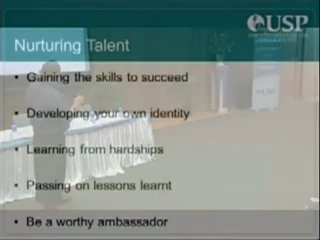 USP
Nurturing Talent
• Gaining the skills to succeed
• Developing your own identity
• Learning from hardships
• Passing on lessons learnt
• Be a worthy ambassador